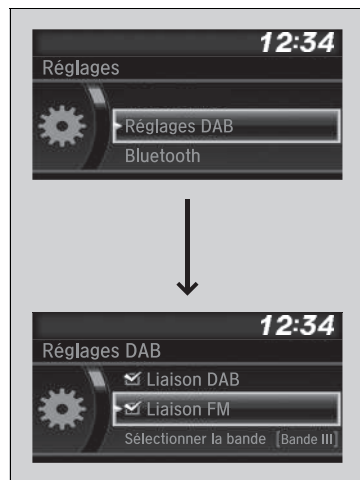 12:34
Réglages
Réglages DAB
Bluetooth
12:34
Réglages DAB
Liaison DAB
Liaison FM
Sélectionner la bande [Bande III]